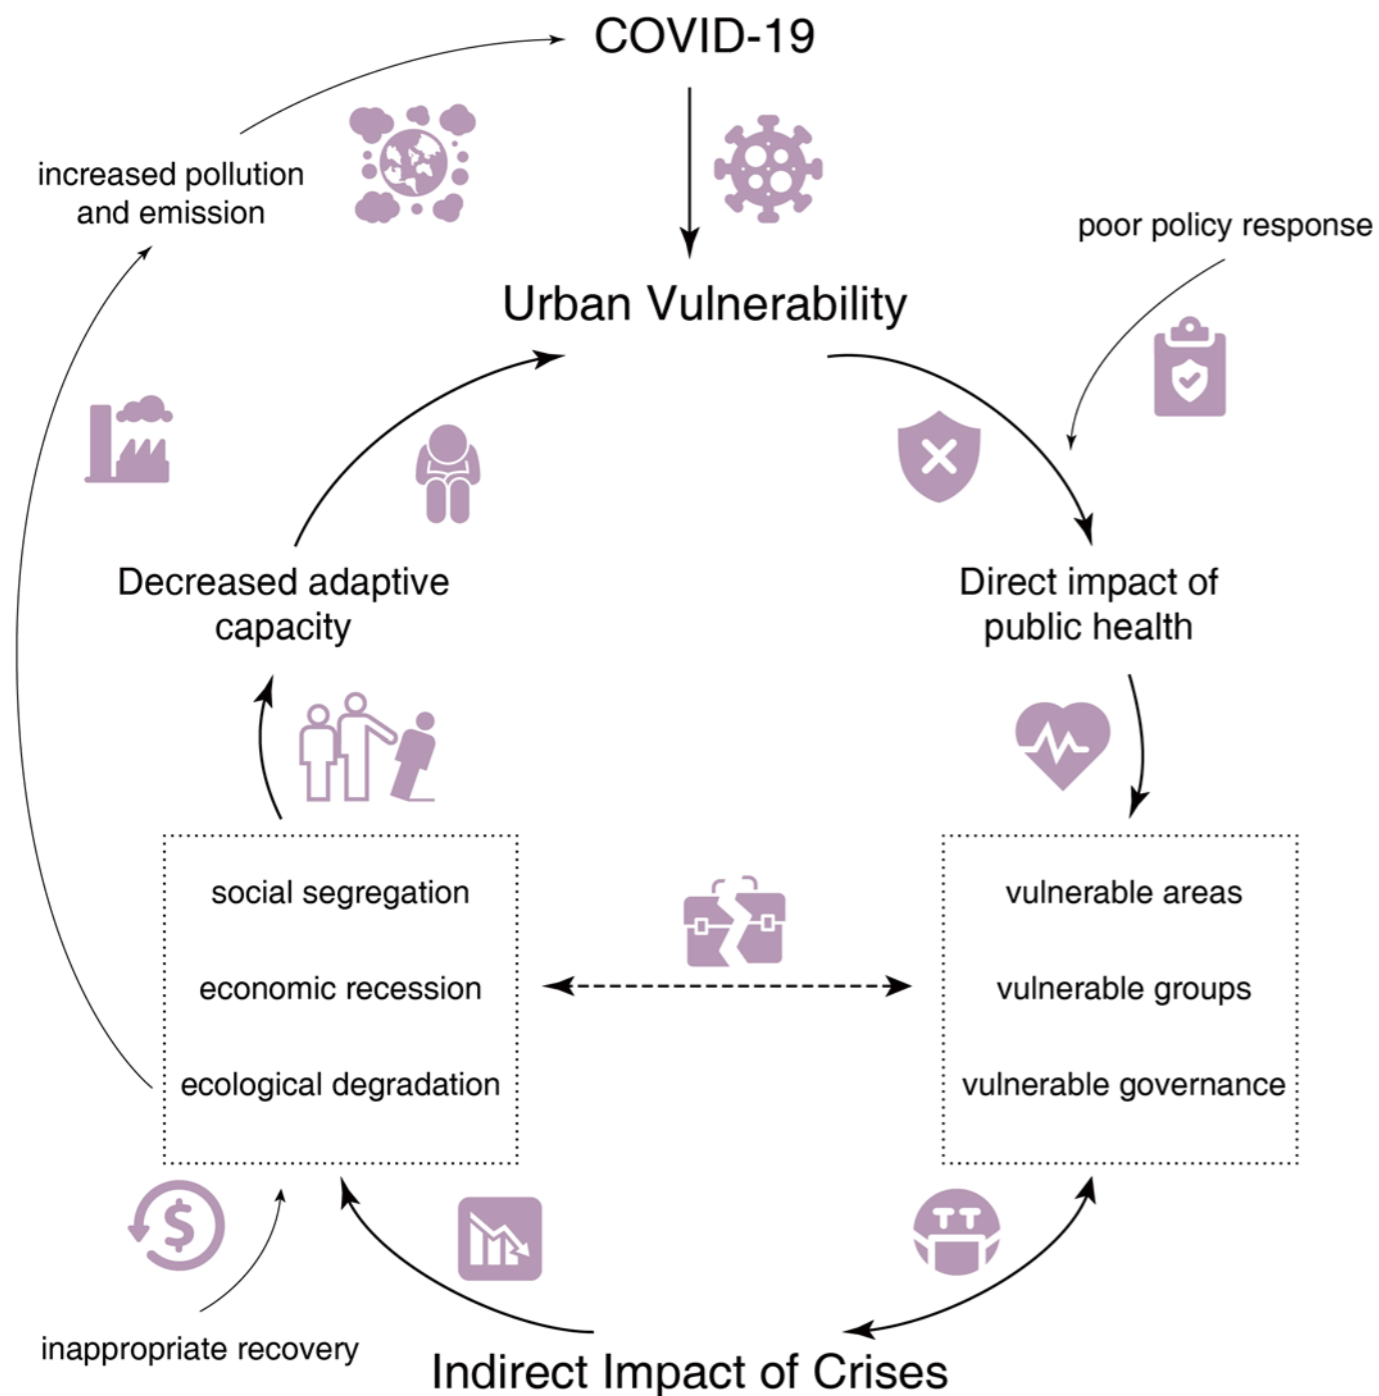 COVID-19
increased pollution
and emission
poor policy response
Urban Vulnerability
Decreased adaptive
capacity
Direct impact of
public health
social segregation
economic recession
ecological degradation
vulnerable areas
vulnerable groups
vulnerable governance
inappropriate recovery
Indirect Impact of Crises